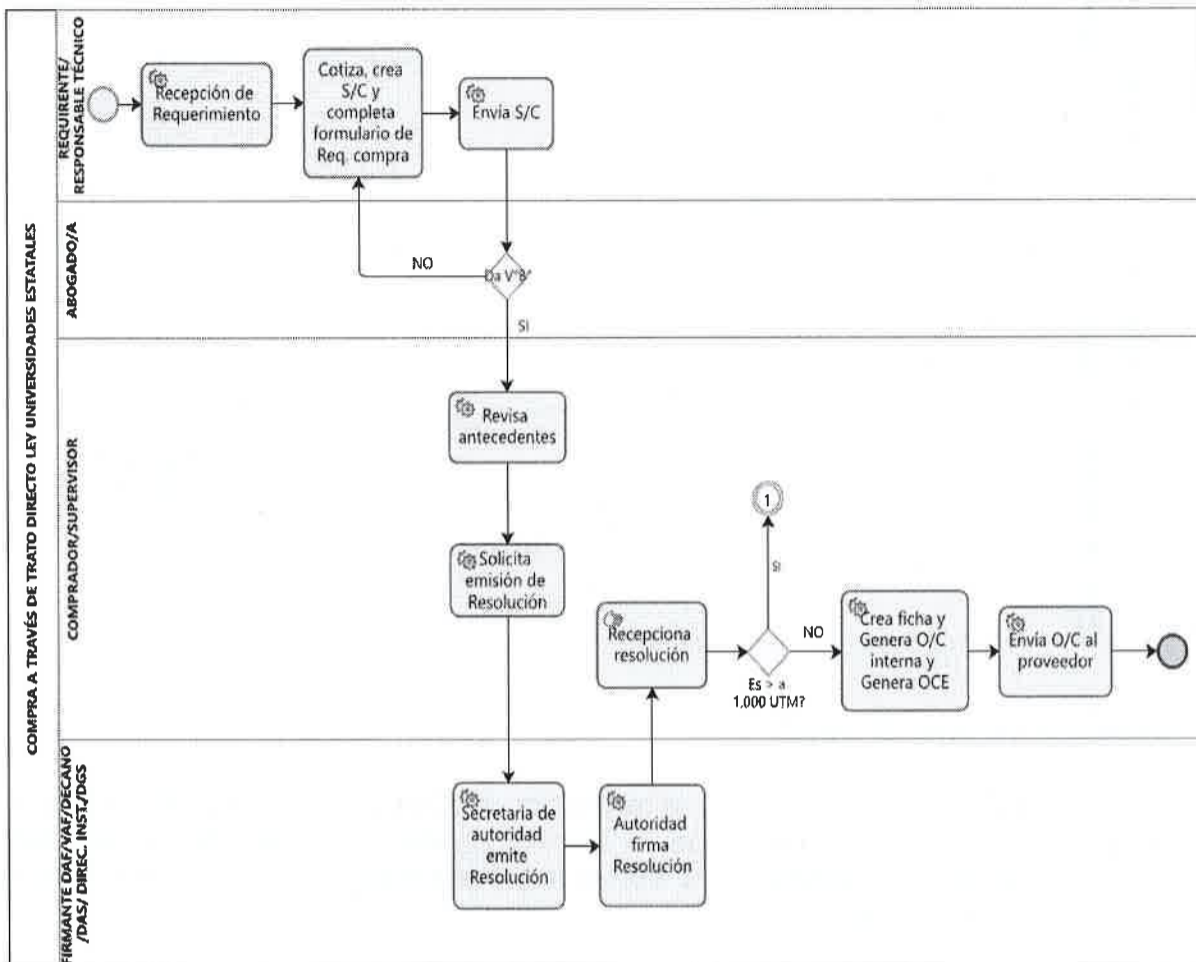 COMPRA A TRAVÉS DE TRATO DIRECTO LEY UNIVERSIDADES ESTATALES
REQUIRENTE/
RESPONSABLE TÉCNICO
Recepción de
Requerimiento
Cotiza, crea
S/C y
completa
formulario de
Req. compra
Envía S/C
ABOGADO/A
NO
Da V°B°
SI
COMPRADOR/SUPERVISOR
Revisa
antecedentes
Solicita
emisión de
Resolución
Recepciona
resolución
1
SI
Es > a
1.000 UTM?
NO
Crea ficha y
Genera O/C
interna y
Genera OCE
Envía O/C al
proveedor
FIRMANTE DAF/VAF/DECANO
/DAS/ DIREC. INST./DGS
Secretaria de
autoridad
emite
Resolución
Autoridad
firma
Resolución